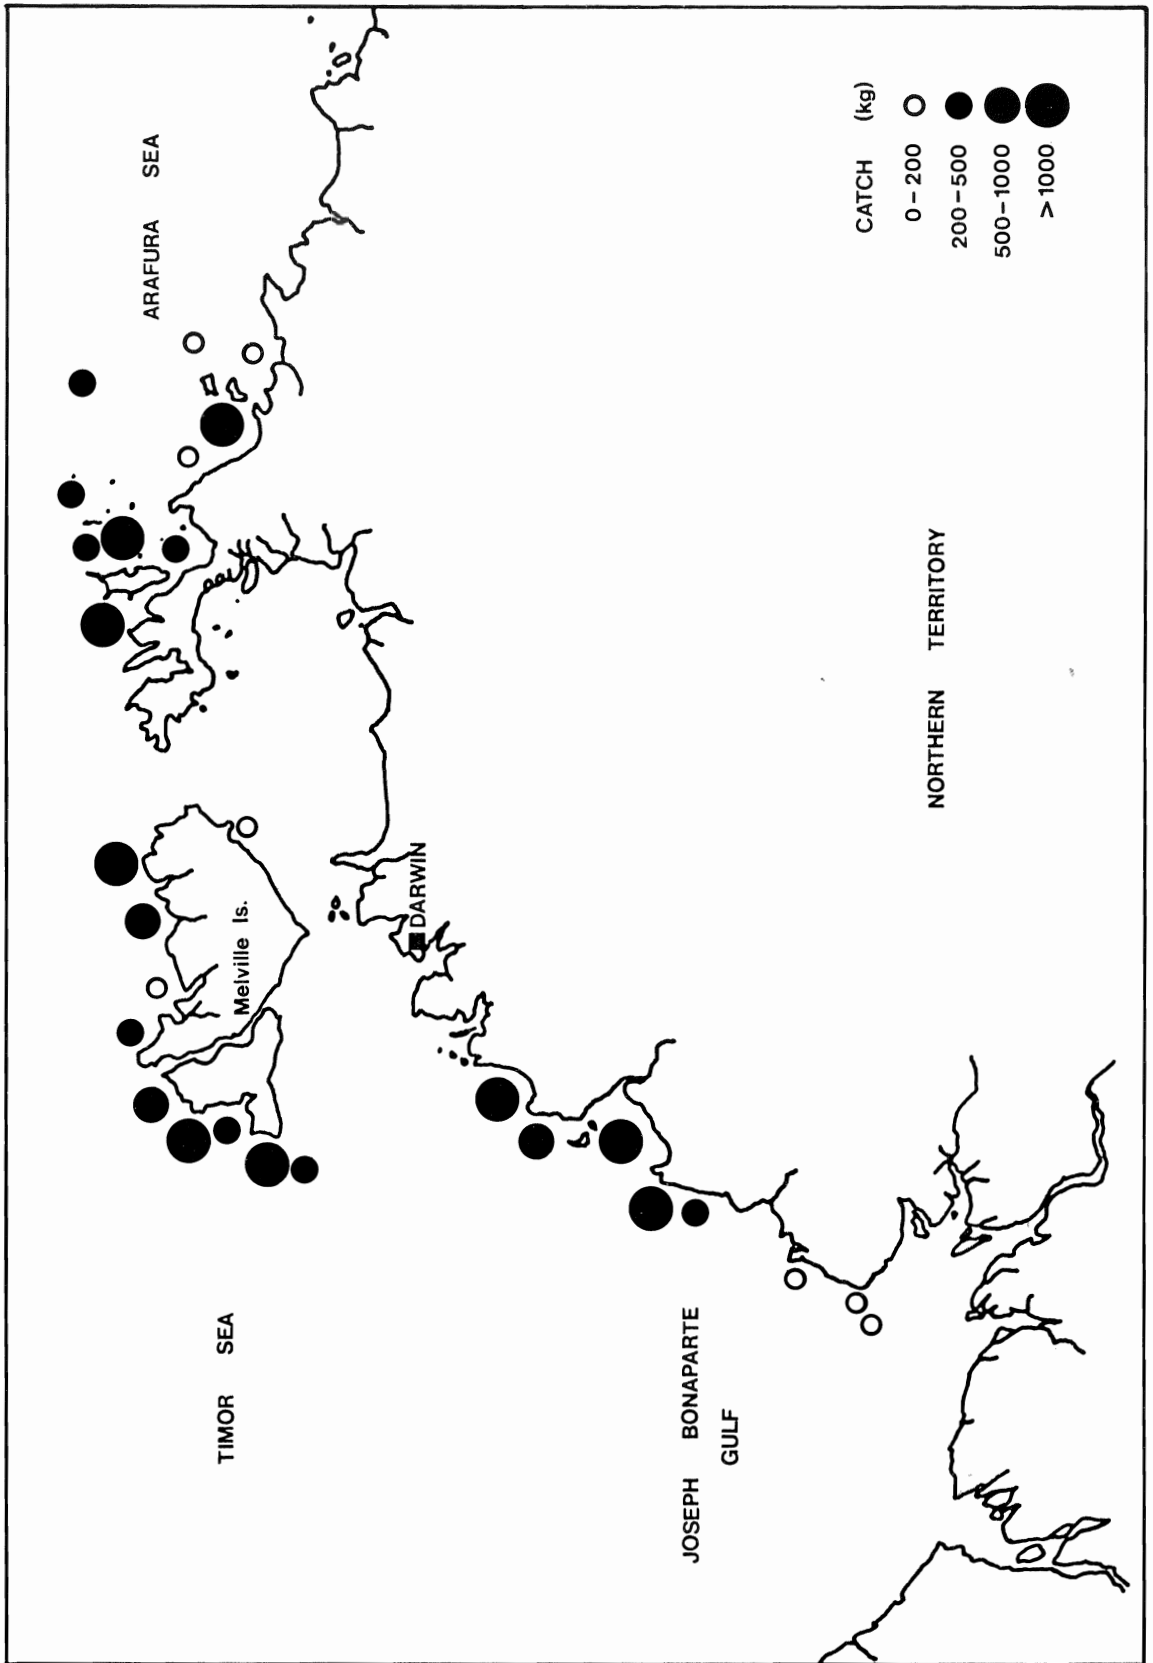 ARAFURA SEA
TIMOR SEA
Melville Is.
DARWIN
JOSEPH BONAPARTE
GULF
NORTHERN TERRITORY
CATCH (kg)
0-200
200-500
500-1000
>1000